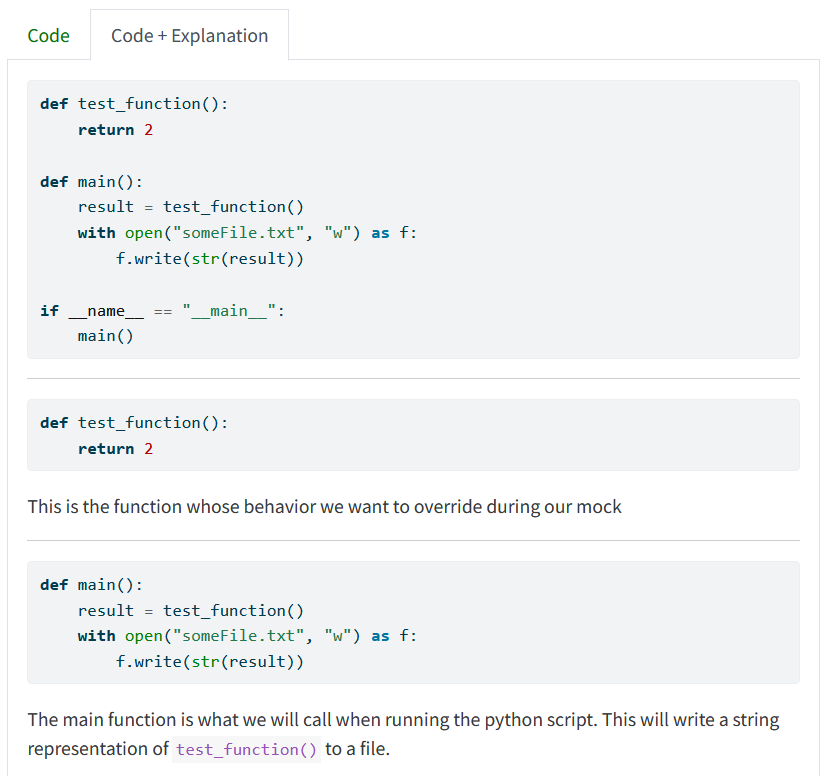 Code
Code + Explanation
def test_function():
    return 2
def main():
    result = test_function()
    with open("someFile.txt", "w") as f:
        f.write(str(result))
if __name__ == "__main__":
    main()
def test_function():
    return 2
This is the function whose behavior we want to override during our mock
def main():
    result = test_function()
    with open("someFile.txt", "w") as f:
        f.write(str(result))
The main function is what we will call when running the python script. This will write a string
representation of test_function() to a file.